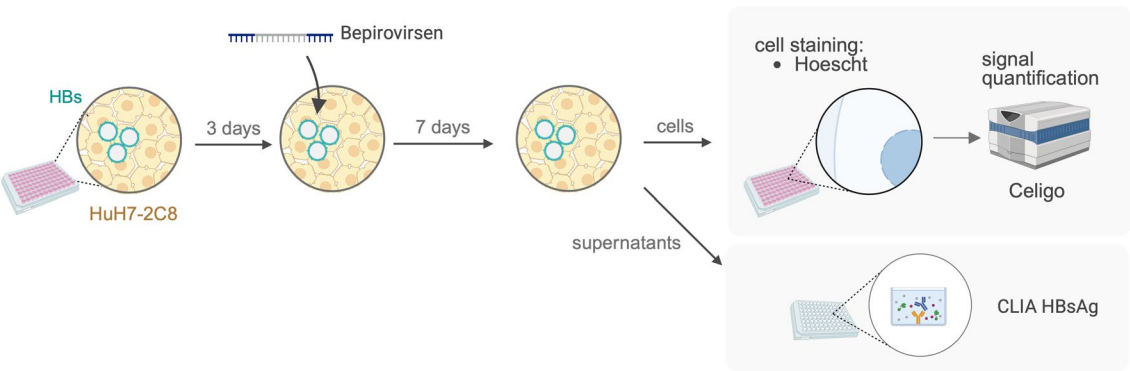 Bepirovirsen
HBs
3 days
7 days
HuH7-2C8
cells
supernatants
cell staining:
• Hoescht
signal
quantification
Celigo
CLIA HBsAg